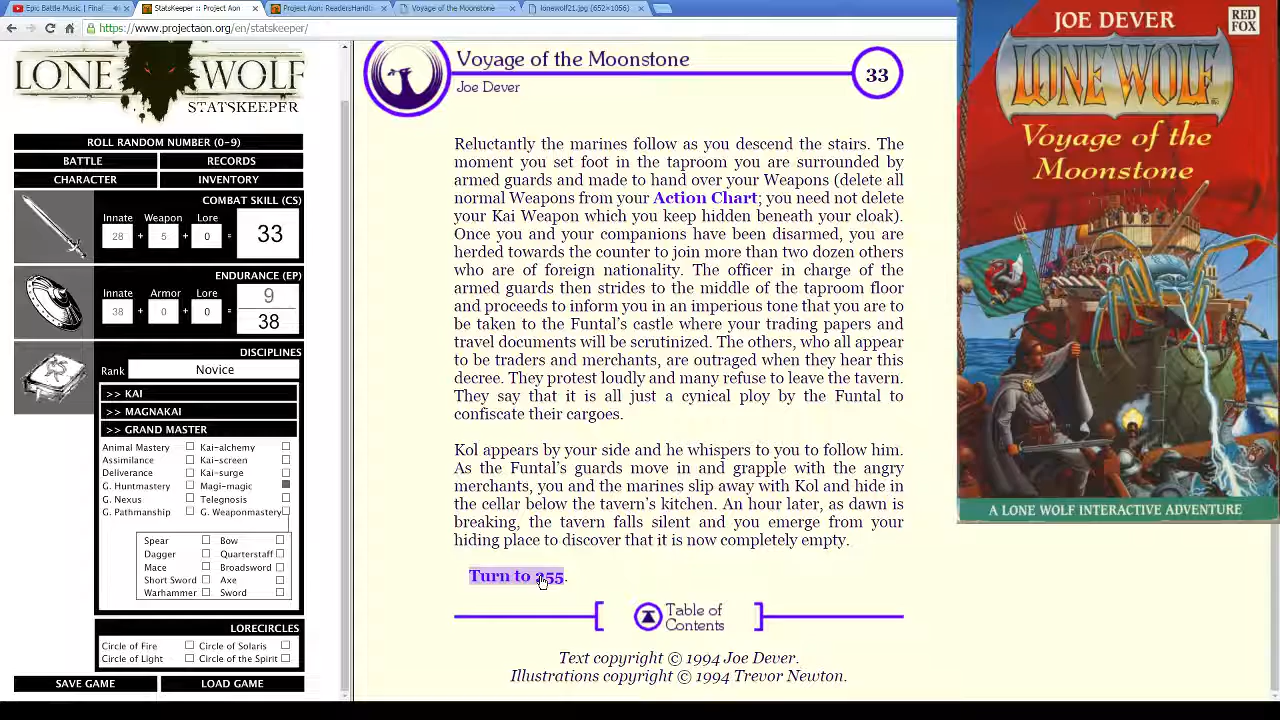 Epic Battle Music | Final
StatsKeeper :: Project Aon
Project Aon: ReadersHandb
Voyage of the Moonstone
lonewolf21.jpg (652×1056)
https://www.projectaon.org/en/statskeeper/
LONE WOLF
STATSKEEPER
ROLL RANDOM NUMBER (0-9)
BATTLE RECORDS
CHARACTER INVENTORY
COMBAT SKILL (CS)
Innate Weapon Lore
28 + 5 + 0 = 33
ENDURANCE (EP)
Innate Armor Lore
38 + 0 + 0 = 9
38
DISCIPLINES
Rank Novice
>> KAI
>> MAGNAKAI
>> GRAND MASTER
Animal Mastery Kai-alchemy
Assimilance Kai-screen
Deliverance Kai-surge
G. Huntmastery Magi-magic
G. Nexus Telegnosis
G. Pathmanship G. Weaponmastery
Spear Bow
Dagger Quarterstaff
Mace Broadsword
Short Sword Axe
Warhammer Sword
LORECIRCLES
Circle of Fire Circle of Solaris
Circle of Light Circle of the Spirit
SAVE GAME LOAD GAME
Voyage of the Moonstone
Joe Dever
33
Reluctantly the marines follow as you descend the stairs. The
moment you set foot in the taproom you are surrounded by
armed guards and made to hand over your Weapons (delete all
normal Weapons from your Action Chart; you need not delete
your Kai Weapon which you keep hidden beneath your cloak).
Once you and your companions have been disarmed, you are
herded towards the counter to join more than two dozen others
who are of foreign nationality. The officer in charge of the
armed guards then strides to the middle of the taproom floor
and proceeds to inform you in an imperious tone that you are to
be taken to the Funtal's castle where your trading papers and
travel documents will be scrutinized. The others, who all appear
to be traders and merchants, are outraged when they hear this
decree. They protest loudly and many refuse to leave the tavern.
They say that it is all just a cynical ploy by the Funtal to
confiscate their cargoes.
Kol appears by your side and he whispers to you to follow him.
As the Funtal's guards move in and grapple with the angry
merchants, you and the marines slip away with Kol and hide in
the cellar below the tavern's kitchen. An hour later, as dawn is
breaking, the tavern falls silent and you emerge from your
hiding place to discover that it is now completely empty.
Turn to 255.
Table of
Contents
Text copyright © 1994 Joe Dever.
Illustrations copyright © 1994 Trevor Newton.
JOE DEVER
RED
FOX
LONE WOLF
Voyage of the
Moonstone
A LONE WOLF INTERACTIVE ADVENTURE